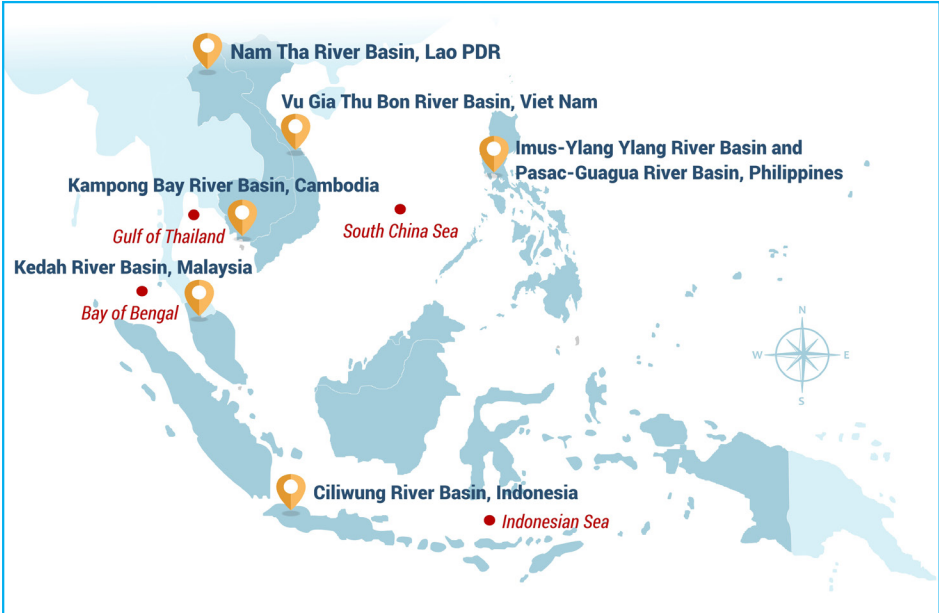 Nam Tha River Basin, Lao PDR
Vu Gia Thu Bon River Basin, Viet Nam
Imus-Ylang Ylang River Basin and
Pasac-Guagua River Basin, Philippines
Kampong Bay River Basin, Cambodia
Gulf of Thailand
South China Sea
Kedah River Basin, Malaysia
Bay of Bengal
N
W
E
S
Ciliwung River Basin, Indonesia
Indonesian Sea